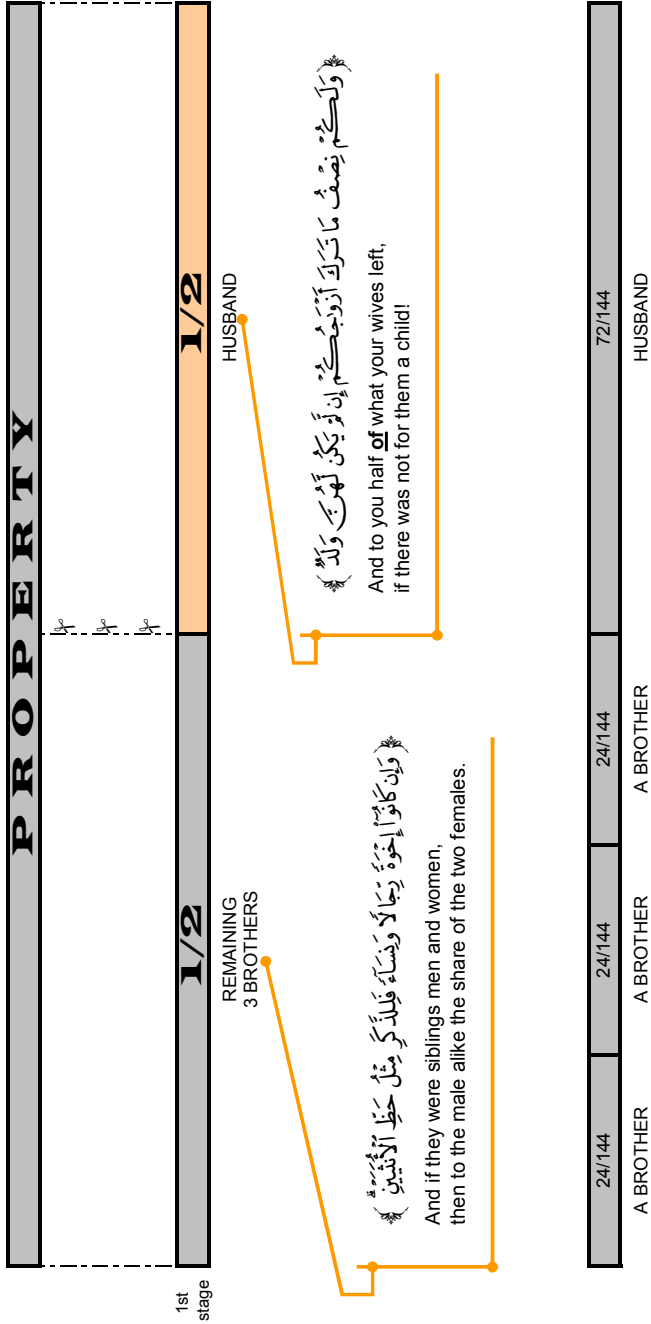 PROPERTY
1st
stage
1/2
1/2
REMAINING
3 BROTHERS
HUSBAND
﴿ وَإِن كَانُوٓا۟ إِخْوَةً رِّجَالًا وَنِسَآءً فَلِلذَّكَرِ مِثْلُ حَظِّ ٱلْأُنثَيَيْنِ ۗ ﴾
And if they were siblings men and women,
then to the male alike the share of the two females.
﴿ وَلَكُمْ نِصْفُ مَا تَرَكَ أَزْوَٰجُكُمْ إِن لَّمْ يَكُن لَّهُنَّ وَلَدٌ ﴾
And to you half of what your wives left,
if there was not for them a child!
24/144
24/144
24/144
72/144
A BROTHER
A BROTHER
A BROTHER
HUSBAND